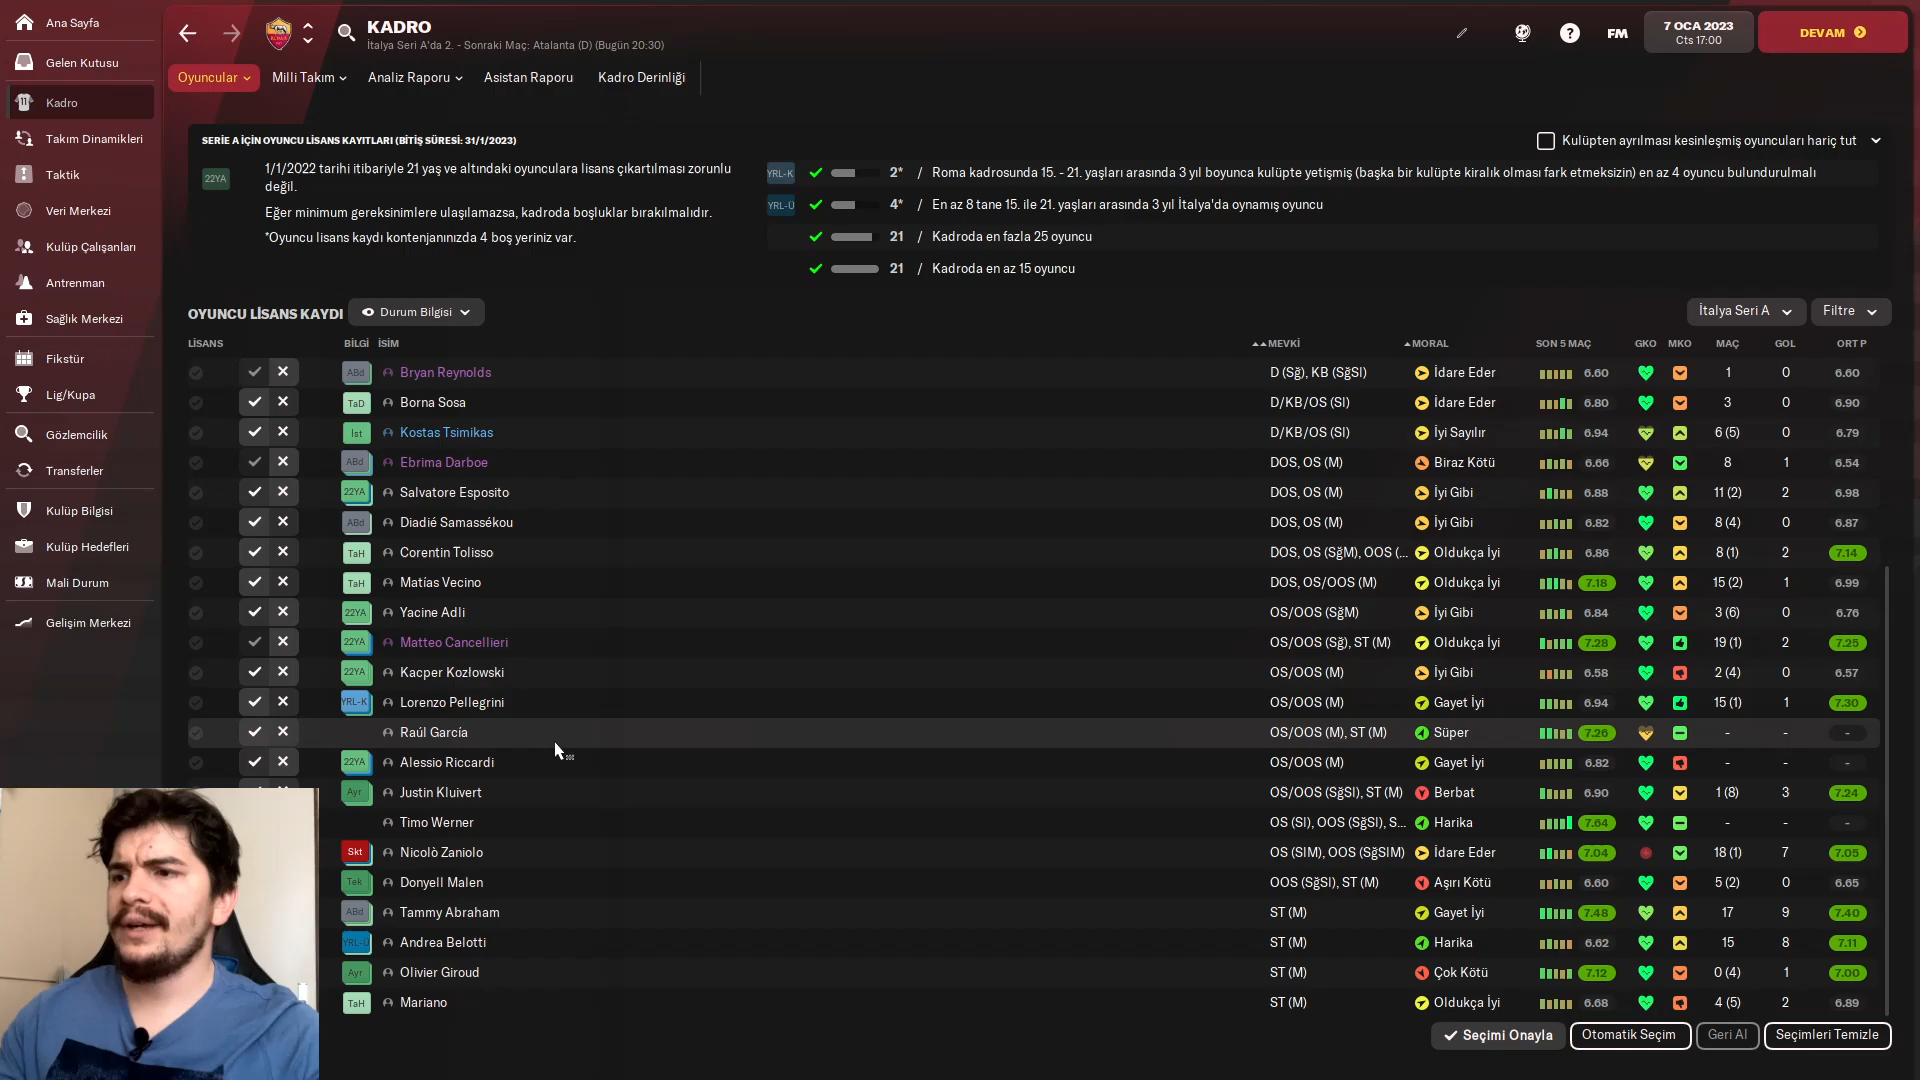 Ana Sayfa
Gelen Kutusu
Kadro
Takım Dinamikleri
Taktik
Veri Merkezi
Kulüp Çalışanları
Antrenman
Sağlık Merkezi
Fikstür
Lig/Kupa
Gözlemcilik
Transferler
Kulüp Bilgisi
Kulüp Hedefleri
Mali Durum
Gelişim Merkezi
KADRO
İtalya Seri A'da 2. - Sonraki Maç: Atalanta (D) (Bugün 20:30)
FM
7 OCA 2023
Cts 17:00
DEVAM
Oyuncular
Milli Takım
Analiz Raporu
Asistan Raporu
Kadro Derinliği
SERIE A İÇİN OYUNCU LİSANS KAYITLARI (BİTİŞ SÜRESİ: 31/1/2023)
Kulüpten ayrılması kesinleşmiş oyuncuları hariç tut
22YA
1/1/2022 tarihi itibariyle 21 yaş ve altındaki oyunculara lisans çıkartılması zorunlu değil.
Eğer minimum gereksinimlere ulaşılamazsa, kadroda boşluklar bırakılmalıdır.
*Oyuncu lisans kaydı kontenjanınızda 4 boş yeriniz var.
YRL-K 2* / Roma kadrosunda 15. - 21. yaşları arasında 3 yıl boyunca kulüpte yetişmiş (başka bir kulüpte kiralık olması fark etmeksizin) en az 4 oyuncu bulundurulmalı
YRL-Ü 4* / En az 8 tane 15. ile 21. yaşları arasında 3 yıl İtalya'da oynamış oyuncu
21 / Kadroda en fazla 25 oyuncu
21 / Kadroda en az 15 oyuncu
OYUNCU LİSANS KAYDI
Durum Bilgisi
İtalya Seri A
Filtre
LİSANS BİLGİ İSİM MEVKİ MORAL SON 5 MAÇ GKO MKO MAÇ GOL ORT P
ABd Bryan Reynolds D (Sğ), KB (SğSl) İdare Eder 6.60 1 0 6.60
TaD Borna Sosa D/KB/OS (Sl) İdare Eder 6.80 3 0 6.90
İst Kostas Tsimikas D/KB/OS (Sl) İyi Sayılır 6.94 6 (5) 0 6.79
ABd Ebrima Darboe DOS, OS (M) Biraz Kötü 6.66 8 1 6.54
22YA Salvatore Esposito DOS, OS (M) İyi Gibi 6.88 11 (2) 2 6.98
ABd Diadié Samassékou DOS, OS (M) İyi Gibi 6.82 8 (4) 0 6.87
TaH Corentin Tolisso DOS, OS (SğM), OOS (... Oldukça İyi 6.86 8 (1) 2 7.14
TaH Matías Vecino DOS, OS/OOS (M) Oldukça İyi 7.18 15 (2) 1 6.99
22YA Yacine Adli OS/OOS (SğM) İyi Gibi 6.84 3 (6) 0 6.76
22YA Matteo Cancellieri OS/OOS (Sğ), ST (M) Oldukça İyi 7.28 19 (1) 2 7.25
22YA Kacper Kozlowski OS/OOS (M) İyi Gibi 6.58 2 (4) 0 6.57
YRL-K Lorenzo Pellegrini OS/OOS (M) Gayet İyi 6.94 15 (1) 1 7.30
Raúl García OS/OOS (M), ST (M) Süper 7.26 - - -
22YA Alessio Riccardi OS/OOS (M) Gayet İyi 6.82 - - -
Ayr Justin Kluivert OS/OOS (SğSl), ST (M) Berbat 6.90 1 (8) 3 7.24
Timo Werner OS (Sl), OOS (SğSl), S... Harika 7.64 - - -
Skt Nicolò Zaniolo OS (SlM), OOS (SğSlM) İdare Eder 7.04 18 (1) 7 7.05
Tek Donyell Malen OOS (SğSl), ST (M) Aşırı Kötü 6.60 5 (2) 0 6.65
ABd Tammy Abraham ST (M) Gayet İyi 7.48 17 9 7.40
YRL-Ü Andrea Belotti ST (M) Harika 6.62 15 8 7.11
Ayr Olivier Giroud ST (M) Çok Kötü 7.12 0 (4) 1 7.00
TaH Mariano ST (M) Oldukça İyi 6.68 4 (5) 2 6.89
Seçimi Onayla
Otomatik Seçim
Geri Al
Seçimleri Temizle